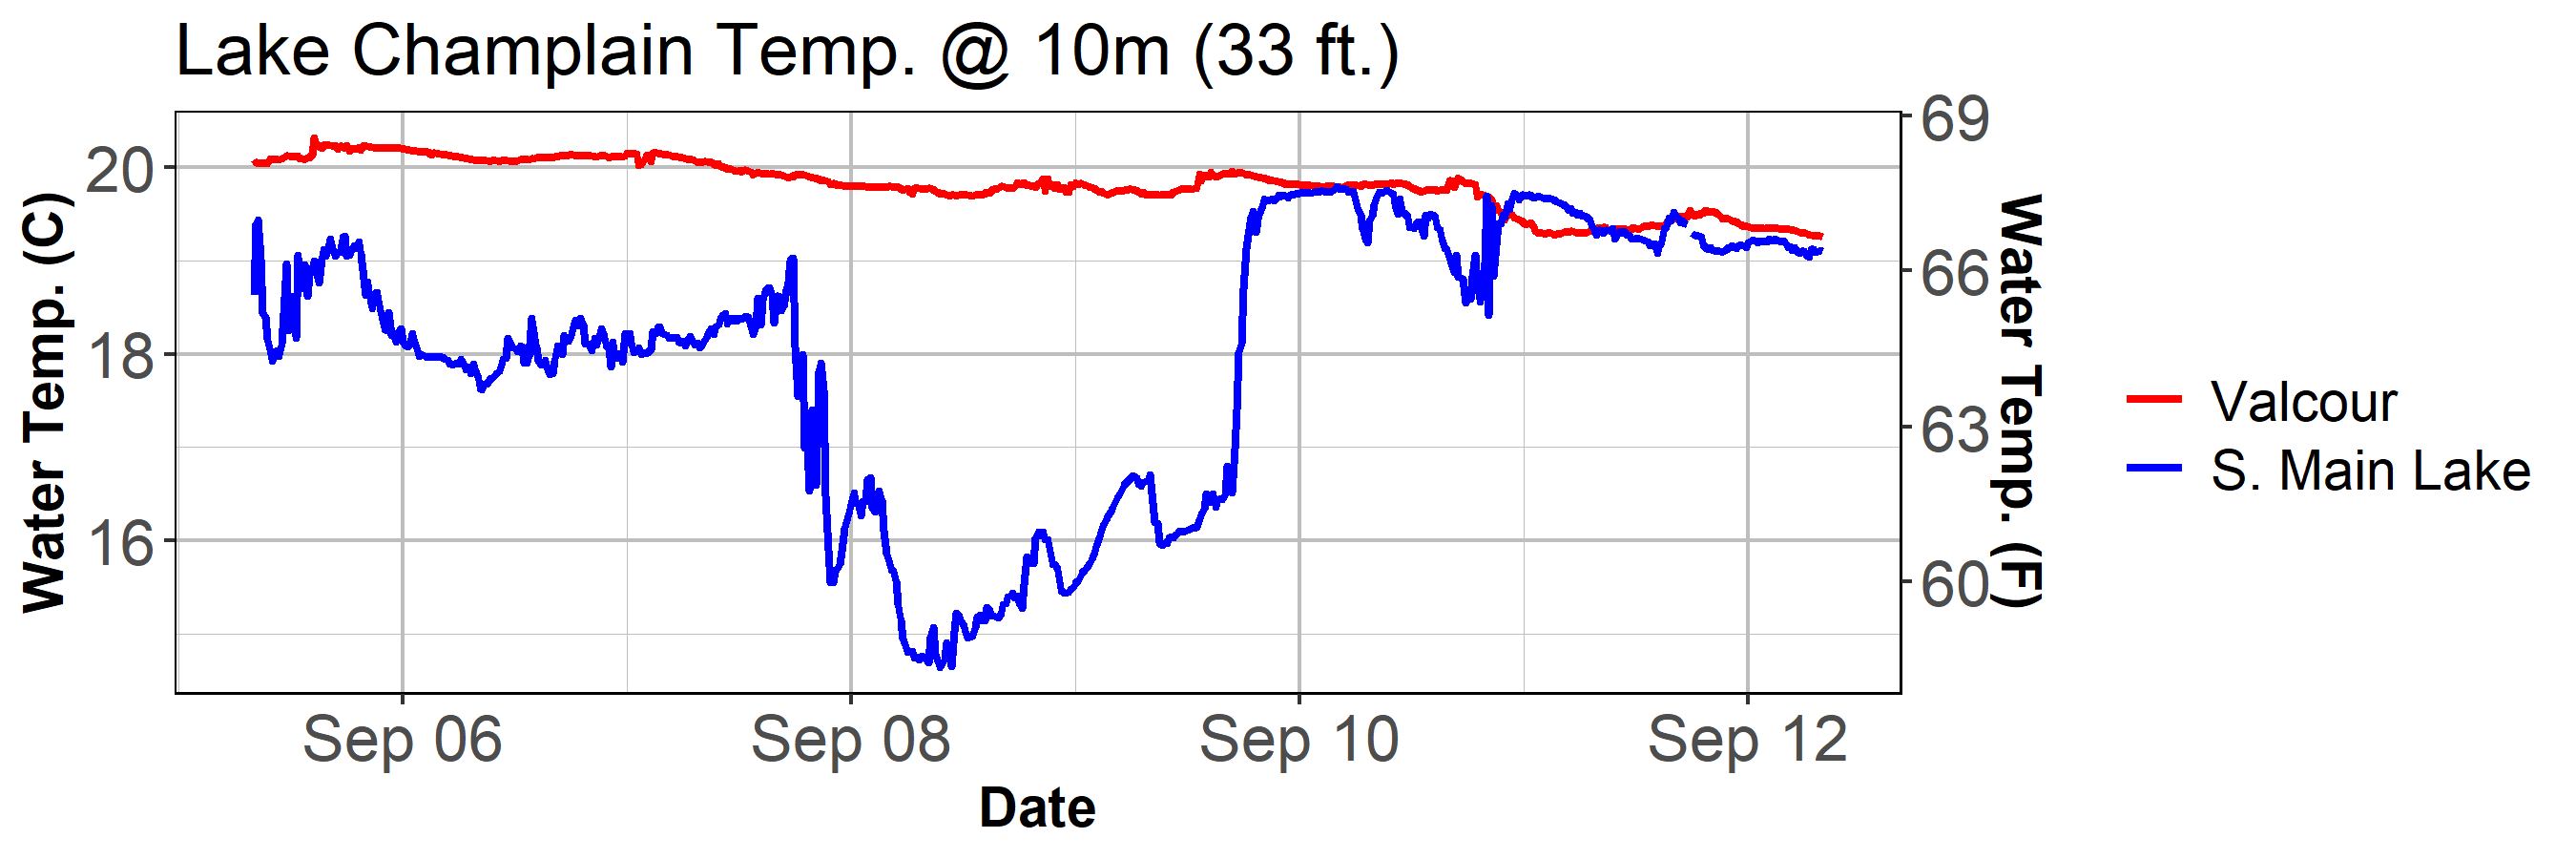 Lake Champlain Temp. @ 10m (33 ft.)
Water Temp. (C)
20
18
16
69
66
63
60
Water Temp. (F)
Sep 06
Sep 08
Sep 10
Sep 12
Date
Valcour
S. Main Lake